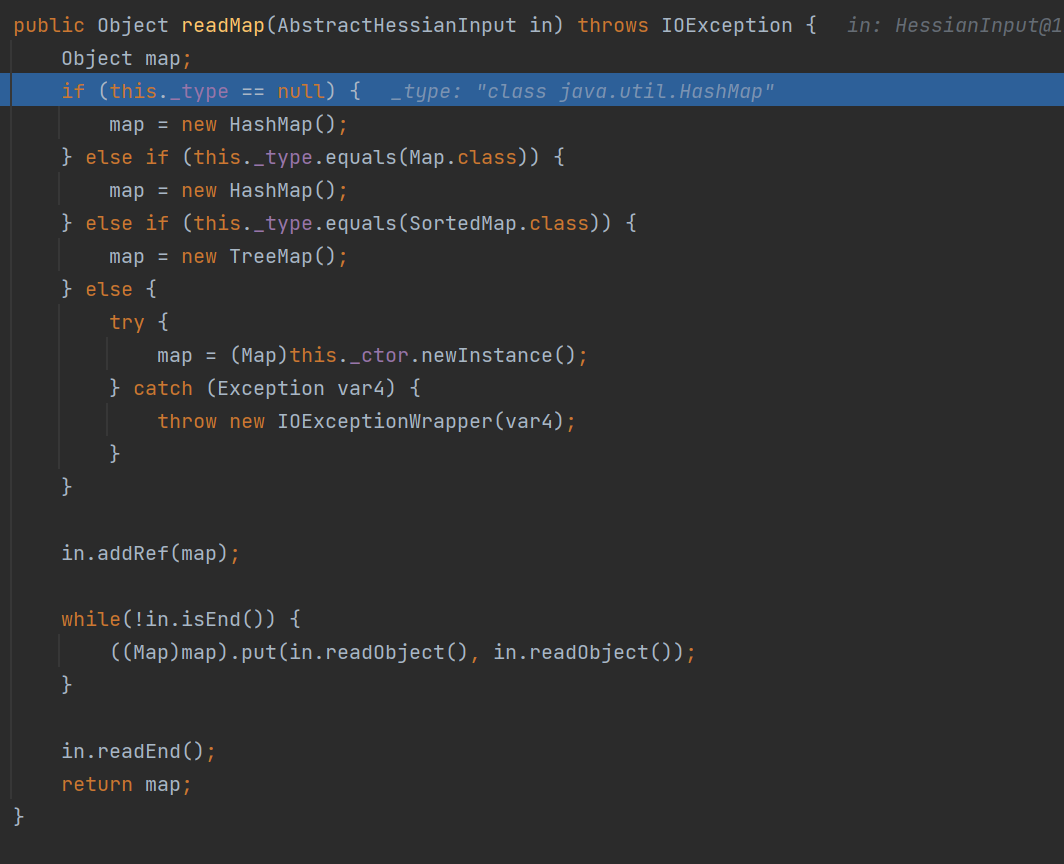 public Object readMap(AbstractHessianInput in) throws IOException {   in: HessianInput@1
    Object map;
    if (this._type == null) {   _type: "class java.util.HashMap"
        map = new HashMap();
    } else if (this._type.equals(Map.class)) {
        map = new HashMap();
    } else if (this._type.equals(SortedMap.class)) {
        map = new TreeMap();
    } else {
        try {
            map = (Map)this._ctor.newInstance();
        } catch (Exception var4) {
            throw new IOExceptionWrapper(var4);
        }
    }

    in.addRef(map);

    while(!in.isEnd()) {
        ((Map)map).put(in.readObject(), in.readObject());
    }

    in.readEnd();
    return map;
}